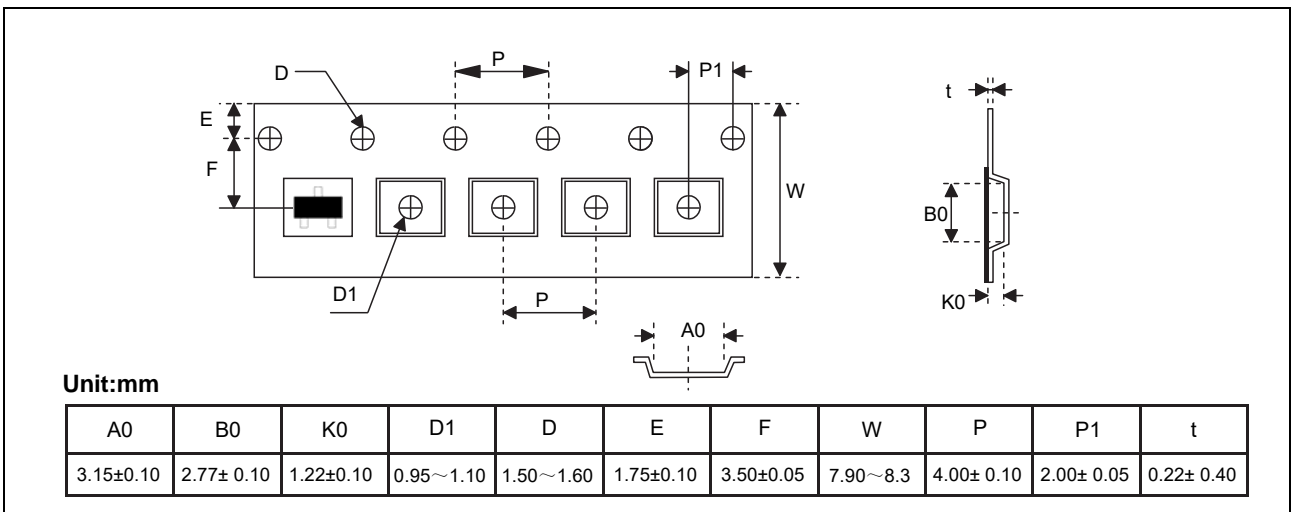 P
P1
D
t
E
F
W
B0
D1
P
K0
A0
Unit:mm
A0 B0 K0 D1 D E F W P P1 t
3.15±0.10 2.77± 0.10 1.22±0.10 0.95～1.10 1.50～1.60 1.75±0.10 3.50±0.05 7.90～8.3 4.00± 0.10 2.00± 0.05 0.22± 0.40